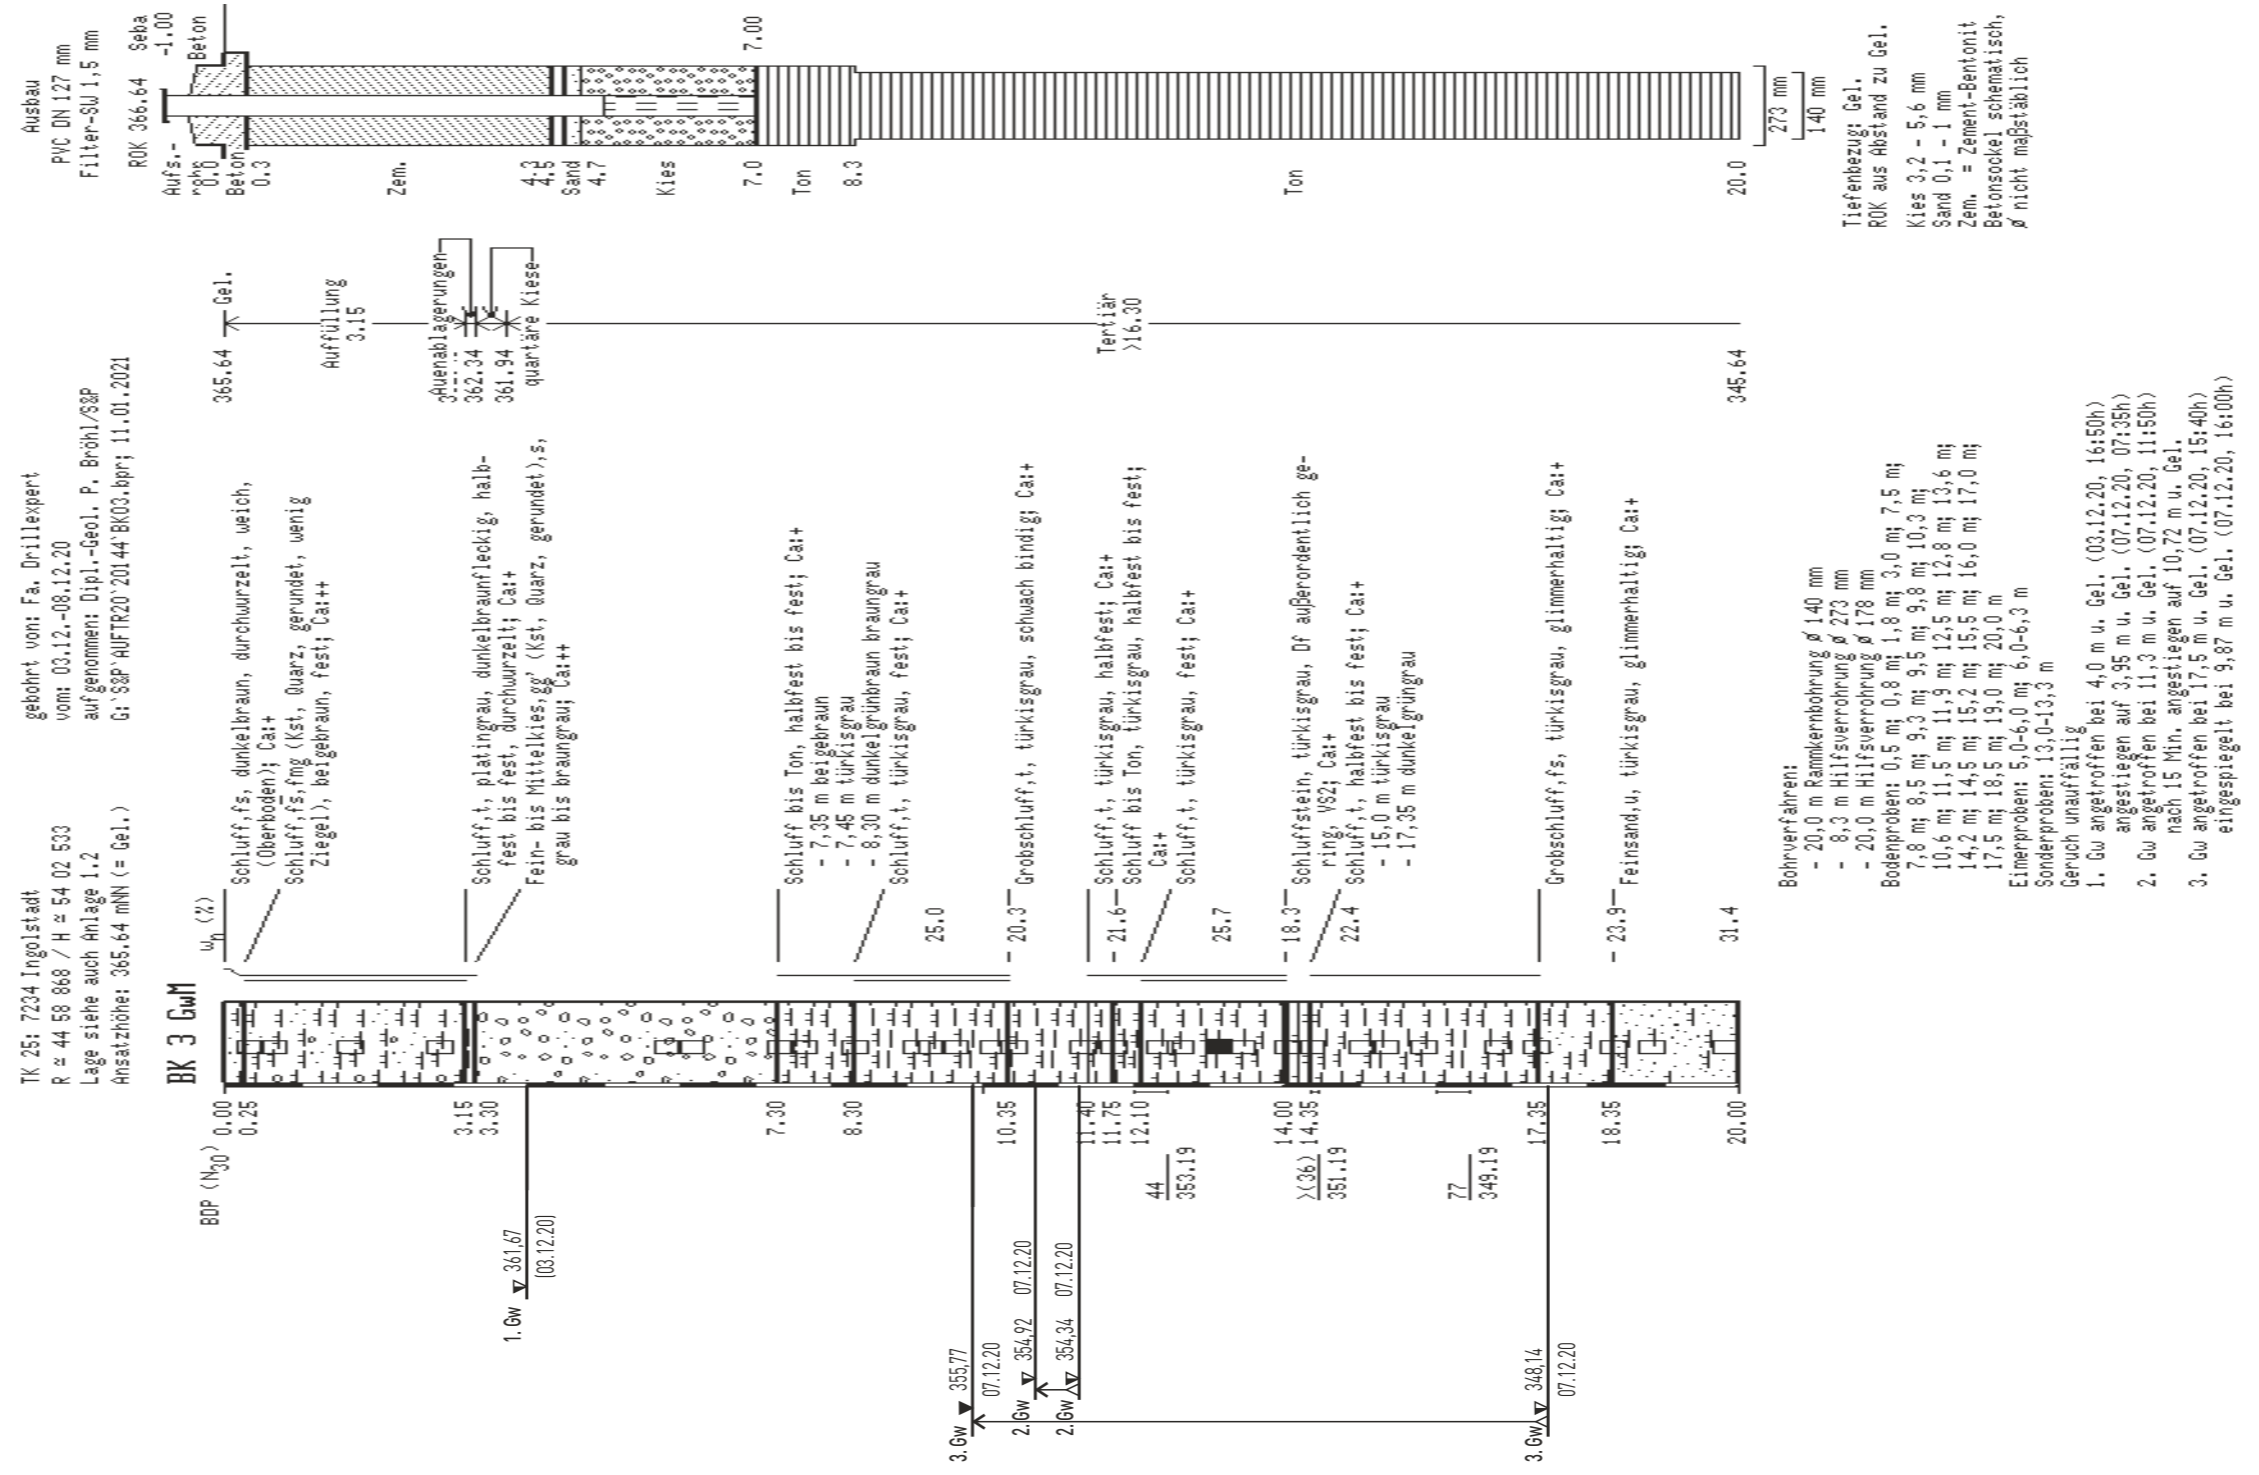 TK 25: 7234 Ingolstadt
R ≈ 44 58 868 / H ≈ 54 02 533
Lage siehe auch Anlage 1.2
Ansatzhöhe: 365.64 mNN (= Gel.)
gebohrt von: Fa. Drillexpert
vom: 03.12.-08.12.20
aufgenommen: Dipl.-Geol. P. Bröhl/S&P
G:`S&P`AUFTR20`20144`BK03.bpr; 11.01.2021
Ausbau
PVC DN 127 mm
Filter-SW 1,5 mm
ROK 366.64 Seba
-1.00
BK 3 GwM
BDP (N30)
wn (%)
0.00
0.25
3.15
3.30
7.30
8.30
10.35
11.40
11.75
12.10
14.00
14.35
17.35
18.35
20.00
44
353.19
>(36)
351.19
77
349.19
1. Gw 361,67
(03.12.20)
3. Gw 355,77
07.12.20
2. Gw 354,92 07.12.20
2. Gw 354,34 07.12.20
3. Gw 348,14
07.12.20
Schluff,fs, dunkelbraun, durchwurzelt, weich,
(Oberboden); Ca:+
Schluff,fs,fmg (Kst, Quarz, gerundet, wenig
Ziegel), beigebraun, fest; Ca:++
Schluff,t, platingrau, dunkelbraunfleckig, halb-
fest bis fest, durchwurzelt; Ca:+
Fein- bis Mittelkies,gg' (Kst, Quarz, gerundet),s,
grau bis braungrau; Ca:++
Schluff bis Ton, halbfest bis fest; Ca:+
- 7,35 m beigebraun
- 7,45 m türkisgrau
- 8,30 m dunkelgrünbraun braungrau
Schluff,t, türkisgrau, fest; Ca:+
25.0
- 20.3
Grobschluff,t, türkisgrau, schwach bindig; Ca:+
Schluff,t, türkisgrau, halbfest; Ca:+
- 21.6
Schluff bis Ton, türkisgrau, halbfest bis fest;
Ca:+
Schluff,t, türkisgrau, fest; Ca:+
25.7
- 18.3
Schluffstein, türkisgrau, Df außerordentlich ge-
ring, VS2; Ca:+
22.4
Schluff,t, halbfest bis fest; Ca:+
- 15,0 m türkisgrau
- 17,35 m dunkelgrüngrau
Grobschluff,fs, türkisgrau, glimmerhaltig; Ca:+
- 23.9
Feinsand,u, türkisgrau, glimmerhaltig; Ca:+
31.4
365.64 Gel.
Auffüllung
3.15
Auenablagerungen
362.34
361.94
quartäre Kiese
Tertiär
>16.30
345.64
Aufs.-
rohr
0.0
Beton
Beton
0.3
Zem.
4.3
4.5
Sand
4.7
Kies
7.0
7.00
Ton
8.3
Ton
20.0
273 mm
140 mm
Tiefenbezug: Gel.
ROK aus Abstand zu Gel.
Kies 3,2 - 5,6 mm
Sand 0,1 - 1 mm
Zem. = Zement-Bentonit
Betonsockel schematisch,
ø nicht maßstäblich
Bohrverfahren:
- 20,0 m Rammkernbohrung ø 140 mm
- 8,3 m Hilfsverrohrung ø 273 mm
- 20,0 m Hilfsverrohrung ø 178 mm
Bodenproben: 0,5 m; 0,8 m; 1,8 m; 3,0 m; 7,5 m;
7,8 m; 8,5 m; 9,3 m; 9,5 m; 9,8 m; 10,3 m;
10,6 m; 11,5 m; 11,9 m; 12,5 m; 12,8 m; 13,6 m;
14,2 m; 14,5 m; 15,2 m; 15,5 m; 16,0 m; 17,0 m;
17,5 m; 18,5 m; 19,0 m; 20,0 m
Eimerproben: 5,0-6,0 m; 6,0-6,3 m
Sonderproben: 13,0-13,3 m
Geruch unauffällig
1. Gw angetroffen bei 4,0 m u. Gel. (03.12.20, 16:50h)
angestiegen auf 3,95 m u. Gel. (07.12.20, 07:35h)
2. Gw angetroffen bei 11,3 m u. Gel. (07.12.20, 11:50h)
nach 15 Min. angestiegen auf 10,72 m u. Gel.
3. Gw angetroffen bei 17,5 m u. Gel. (07.12.20, 15:40h)
eingespiegelt bei 9,87 m u. Gel. (07.12.20, 16:00h)